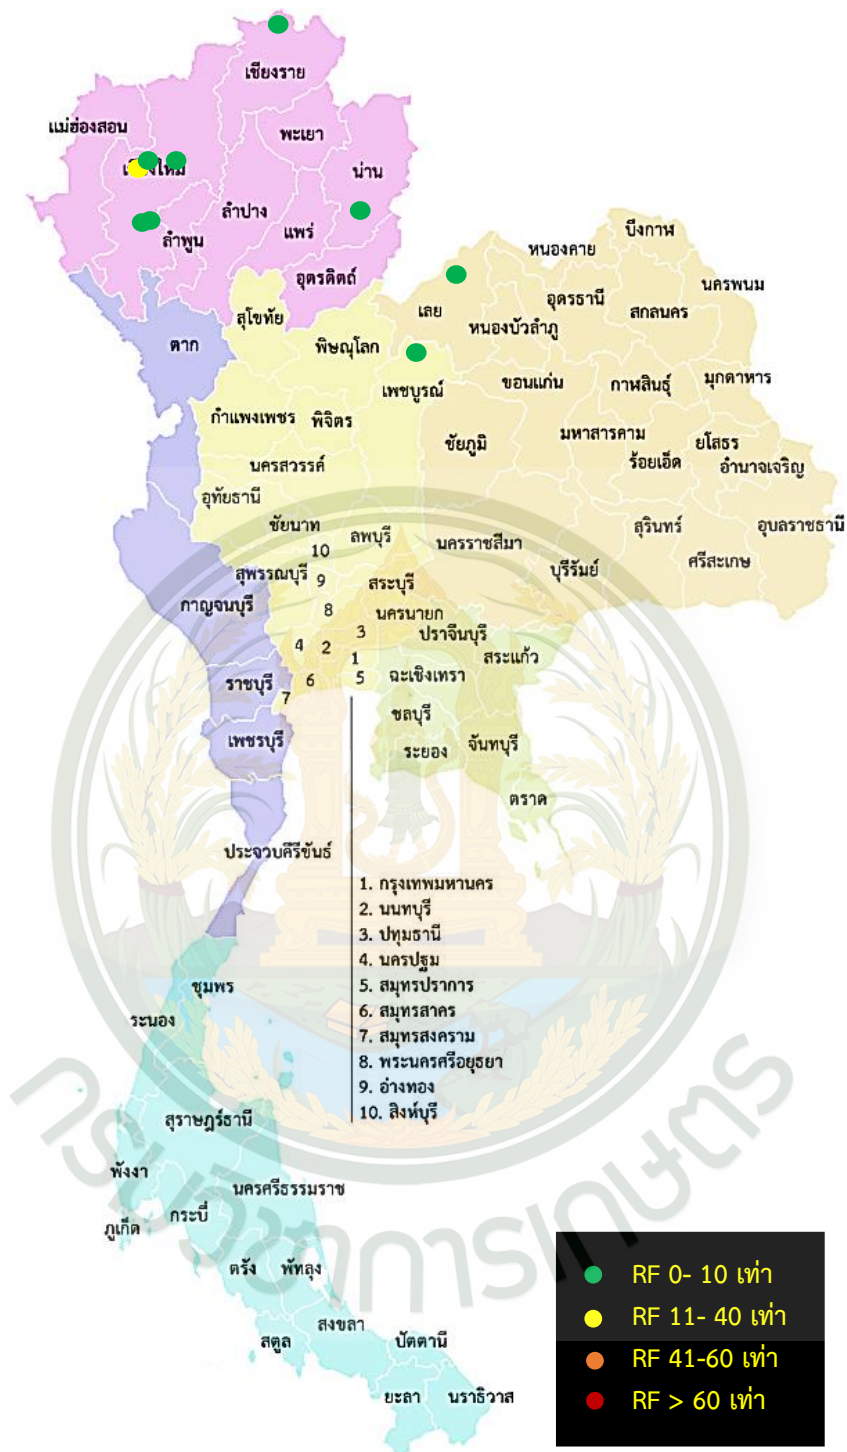 เชียงราย
แม่ฮ่องสอน
พะเยา
เชียงใหม่
น่าน
ลำปาง
แพร่
ลำพูน
อุตรดิตถ์
บึงกาฬ
หนองคาย
นครพนม
อุดรธานี
สกลนคร
เลย
หนองบัวลำภู
สุโขทัย
ตาก
พิษณุโลก
เพชบูรณ์
ขอนแก่น
กาฬสินธุ์
มุกดาหาร
กำแพงเพชร
พิจิตร
ชัยภูมิ
มหาสารคาม
ยโสธร
ร้อยเอ็ด
อำนาจเจริญ
นครสวรรค์
อุทัยธานี
ชัยนาท
ลพบุรี
นครราชสีมา
สุรินทร์
อุบลราชธานี
10
บุรีรัมย์
ศรีสะเกษ
สุพรรณบุรี
9
สระบุรี
กาญจนบุรี
8
นครนายก
3
ปราจีนบุรี
4
2
1
สระแก้ว
ราชบุรี
6
5
ฉะเชิงเทรา
7
ชลบุรี
เพชรบุรี
ระยอง
จันทบุรี
ตราด
ประจวบคีรีขันธ์
1. กรุงเทพมหานคร
2. นนทบุรี
3. ปทุมธานี
4. นครปฐม
5. สมุทรปราการ
6. สมุทรสาคร
7. สมุทรสงคราม
8. พระนครศรีอยุธยา
9. อ่างทอง
10. สิงห์บุรี
ชุมพร
ระนอง
สุราษฎร์ธานี
พังงา
นครศรีธรรมราช
กระบี่
ภูเก็ต
ตรัง
พัทลุง
สงขลา
สตูล
ปัตตานี
ยะลา
นราธิวาส
กรมวิชาการเกษตร
RF 0- 10 เท่า
RF 11- 40 เท่า
RF 41-60 เท่า
RF > 60 เท่า